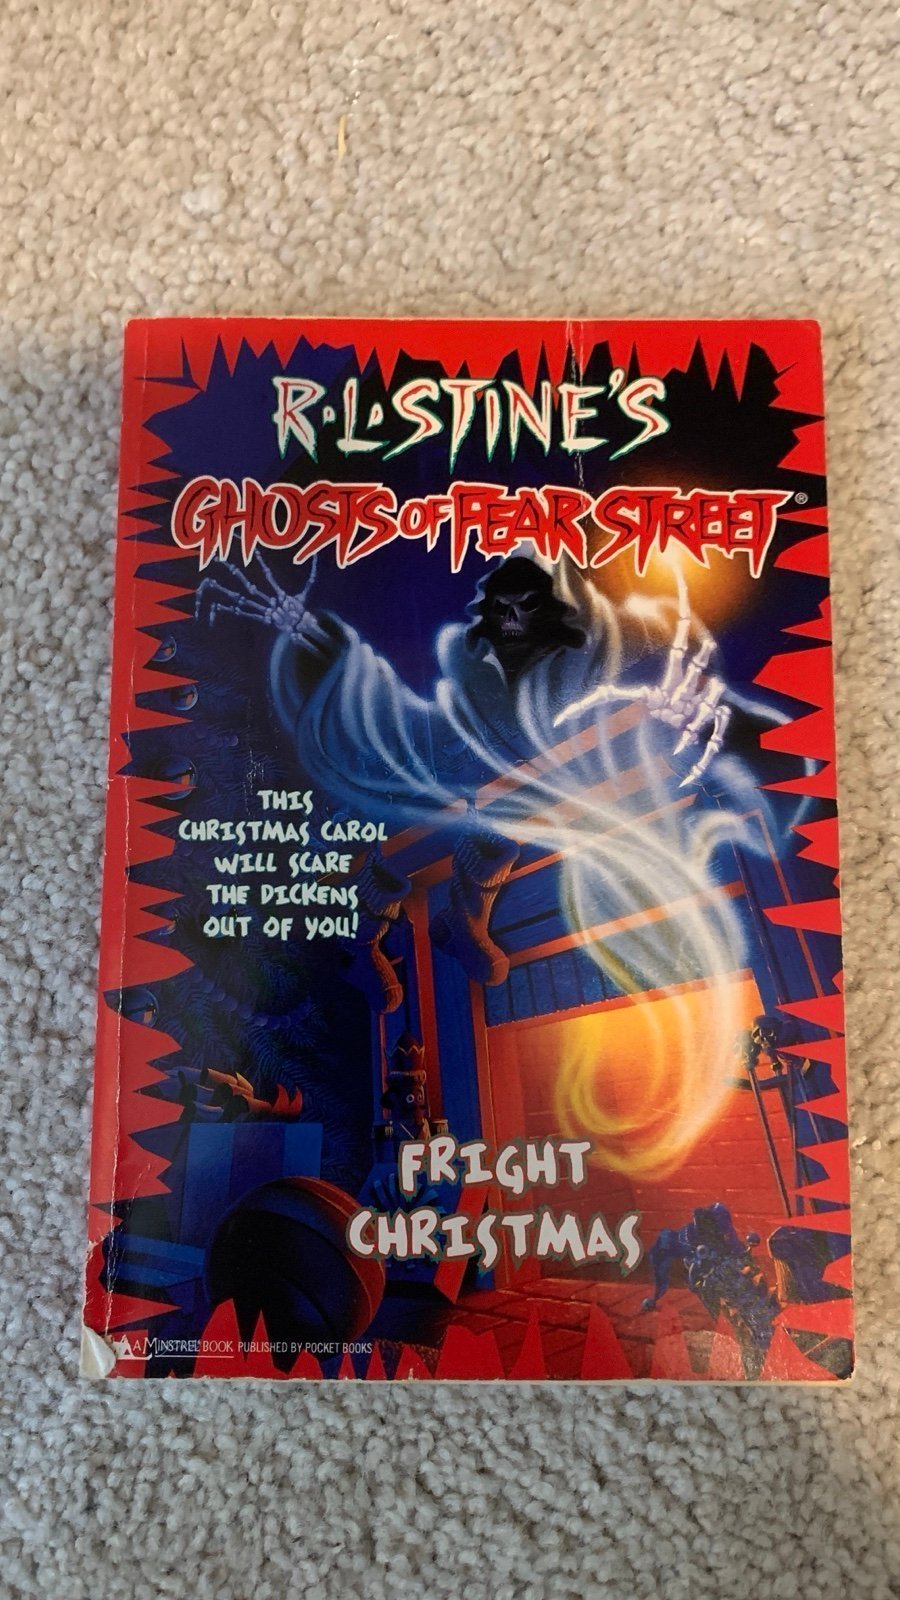 R.L. STINE'S
GHOSTS OF FEAR STREET®
THIS
CHRISTMAS CAROL
WILL SCARE
THE DICKENS
OUT OF YOU!
FRIGHT
CHRISTMAS
A MINSTREL® BOOK PUBLISHED BY POCKET BOOKS